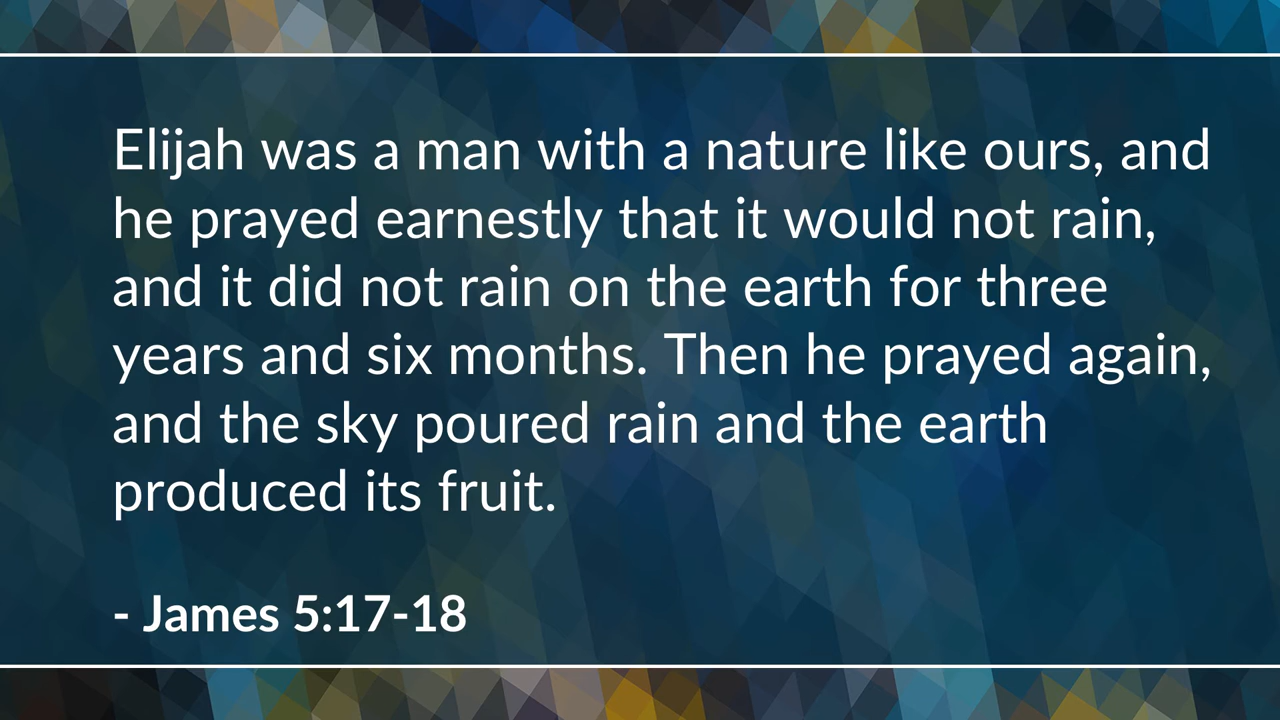 Elijah was a man with a nature like ours, and
he prayed earnestly that it would not rain,
and it did not rain on the earth for three
years and six months. Then he prayed again,
and the sky poured rain and the earth
produced its fruit.
- James 5:17-18